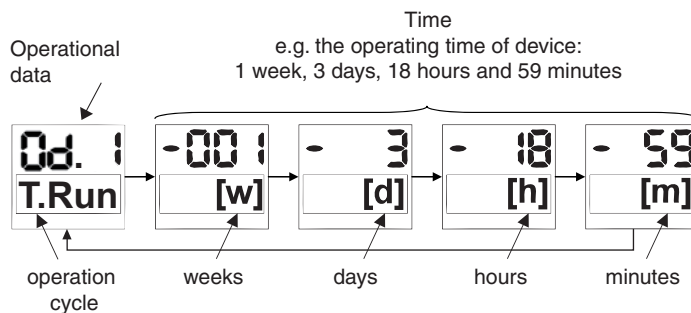 Time
e.g. the operating time of device:
1 week, 3 days, 18 hours and 59 minutes
Operational
data
0d. 1
T.Run
-001
[w]
- 3
[d]
- 18
[h]
- 59
[m]
operation
cycle
weeks
days
hours
minutes